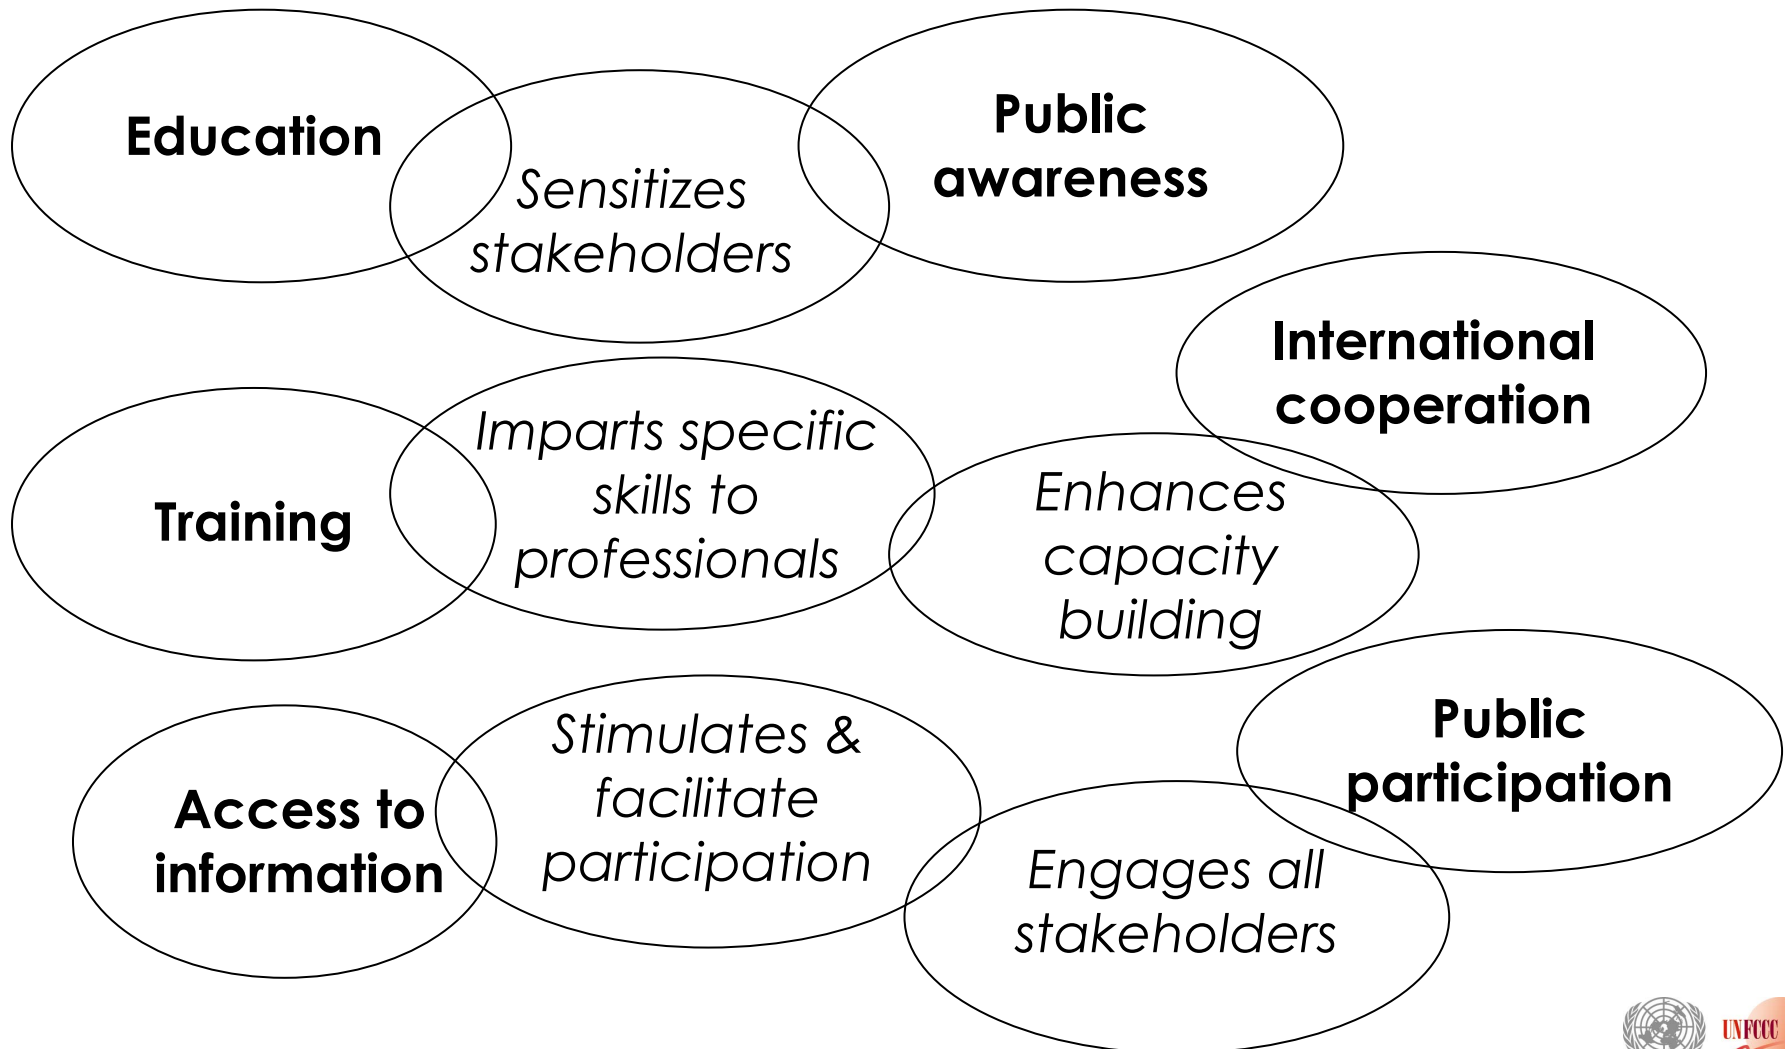 Education
Sensitizes
stakeholders
Public
awareness
International
cooperation
Training
Imparts specific
skills to
professionals
Enhances
capacity
building
Access to
information
Stimulates &
facilitate
participation
Public
participation
Engages all
stakeholders
UNFCCC